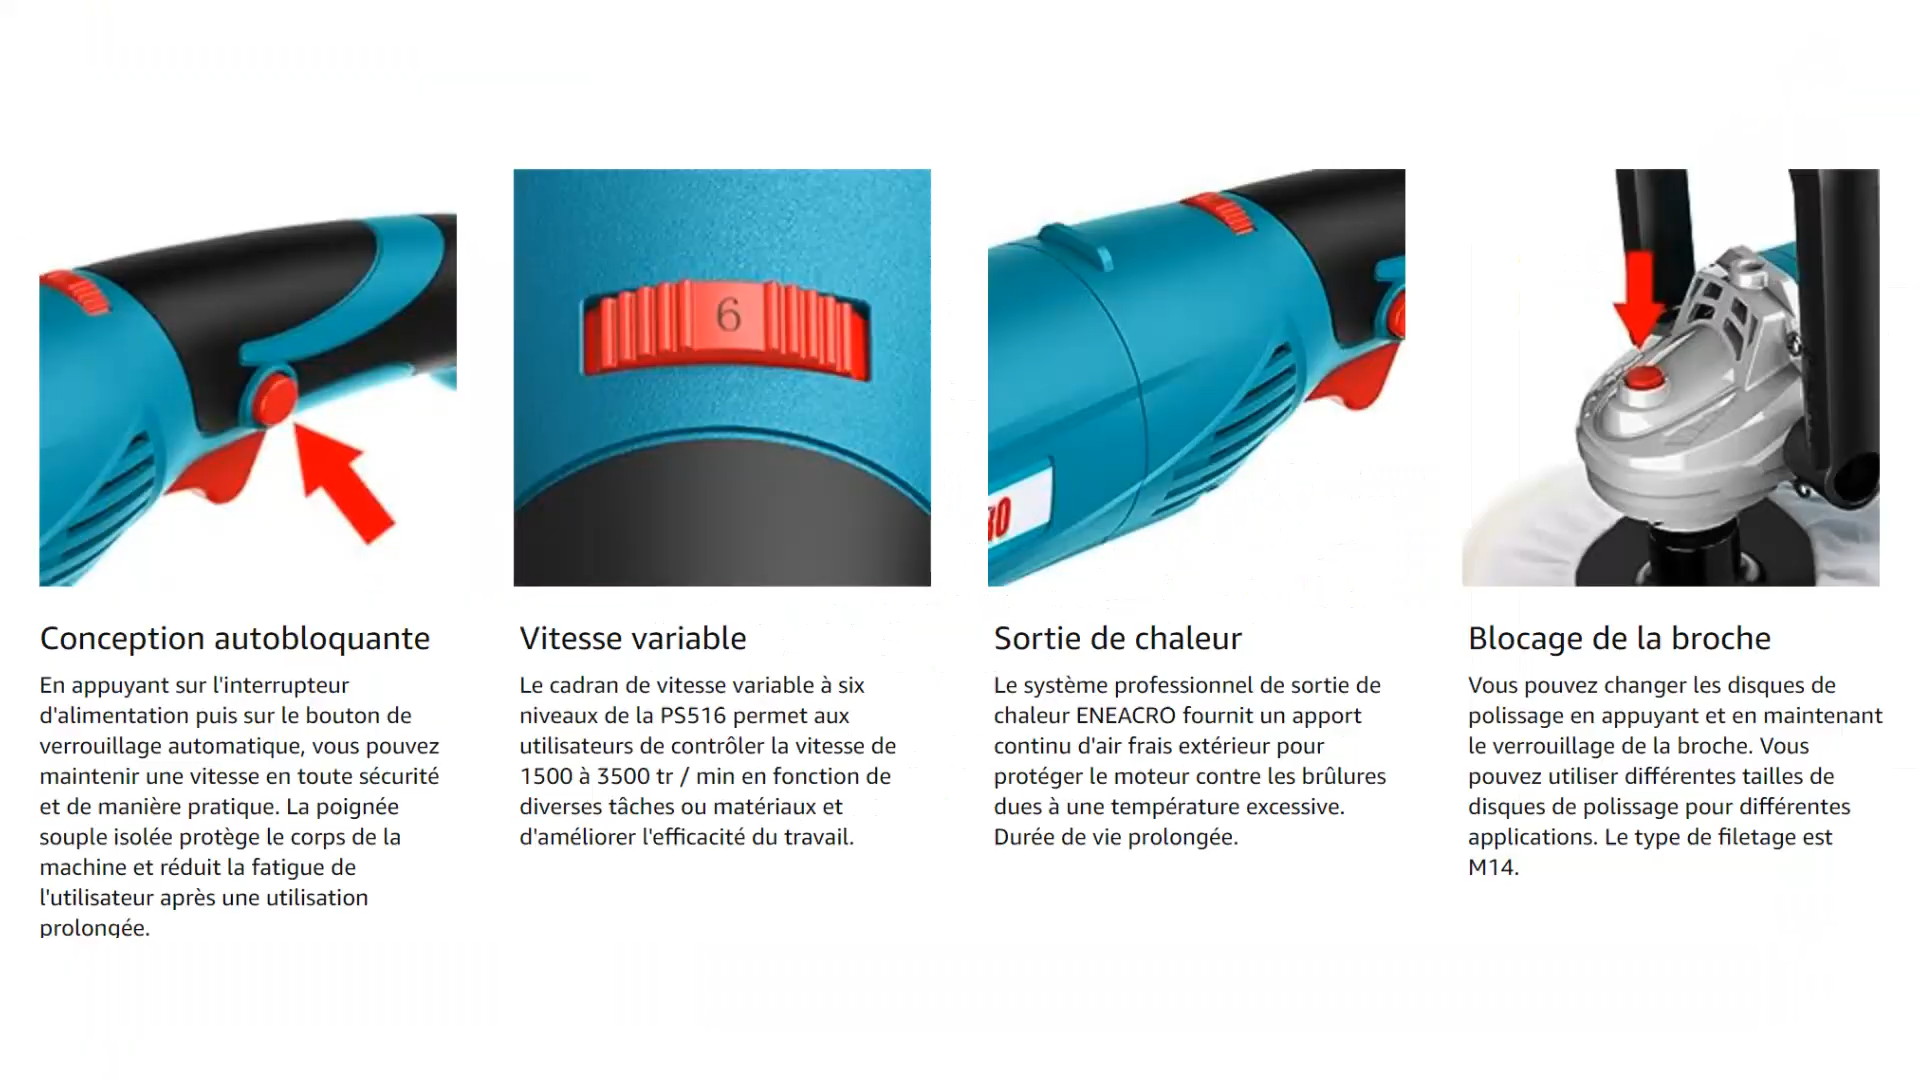 6
30
Conception autobloquante
En appuyant sur l'interrupteur
d'alimentation puis sur le bouton de
verrouillage automatique, vous pouvez
maintenir une vitesse en toute sécurité
et de manière pratique. La poignée
souple isolée protège le corps de la
machine et réduit la fatigue de
l'utilisateur après une utilisation
prolongée.
Vitesse variable
Le cadran de vitesse variable à six
niveaux de la PS516 permet aux
utilisateurs de contrôler la vitesse de
1500 à 3500 tr / min en fonction de
diverses tâches ou matériaux et
d'améliorer l'efficacité du travail.
Sortie de chaleur
Le système professionnel de sortie de
chaleur ENEACRO fournit un apport
continu d'air frais extérieur pour
protéger le moteur contre les brûlures
dues à une température excessive.
Durée de vie prolongée.
Blocage de la broche
Vous pouvez changer les disques de
polissage en appuyant et en maintenant
le verrouillage de la broche. Vous
pouvez utiliser différentes tailles de
disques de polissage pour différentes
applications. Le type de filetage est
M14.